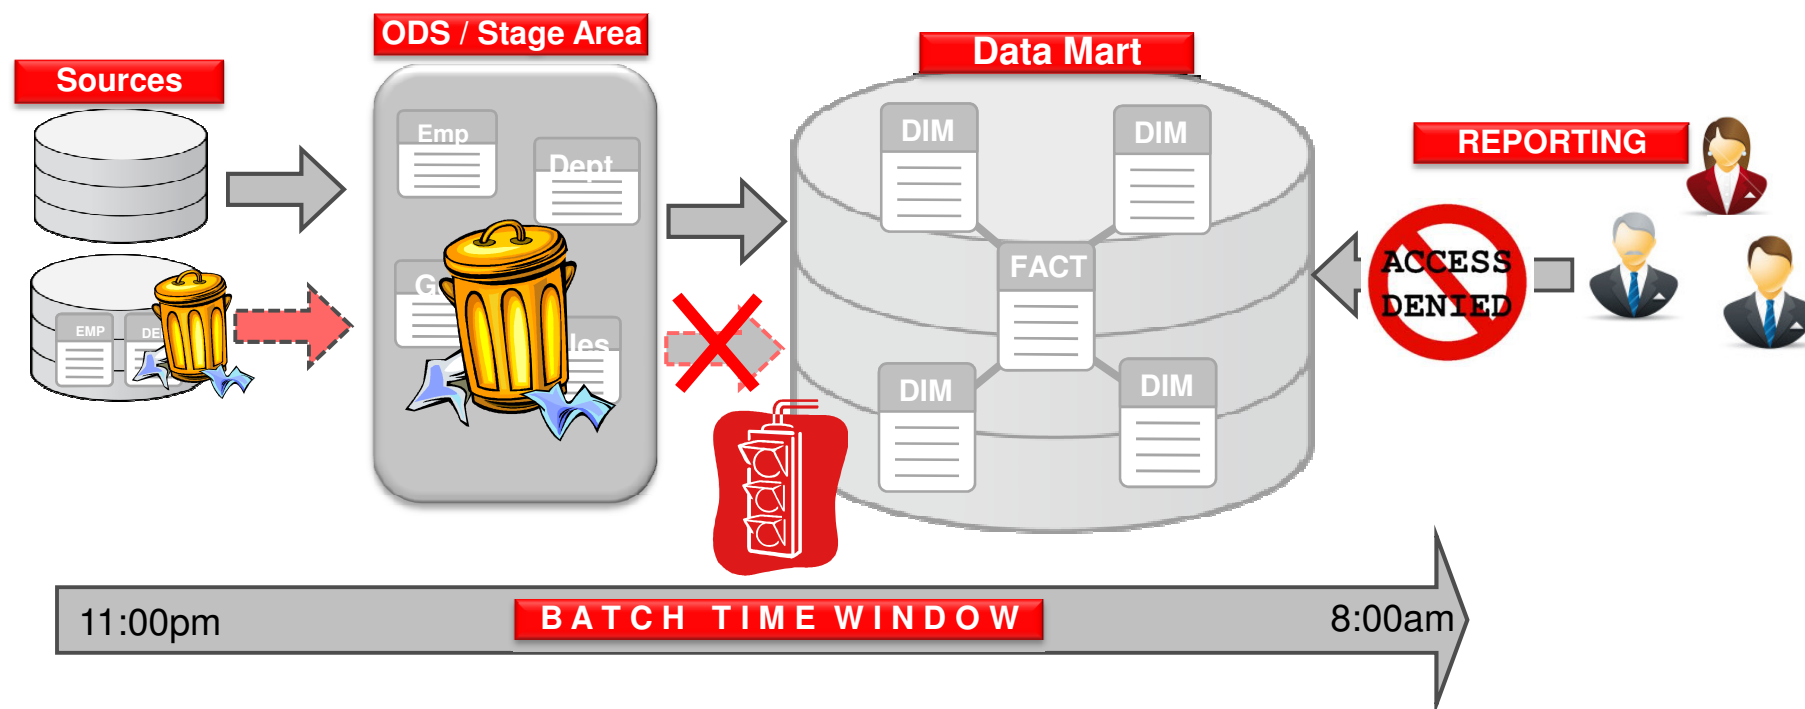 ODS / Stage Area
Data Mart
Sources
REPORTING
Emp
Dept
DIM
DIM
FACT
ACCESS
DENIED
EMP
DIM
DIM
11:00pm
BATCH TIME WINDOW
8:00am